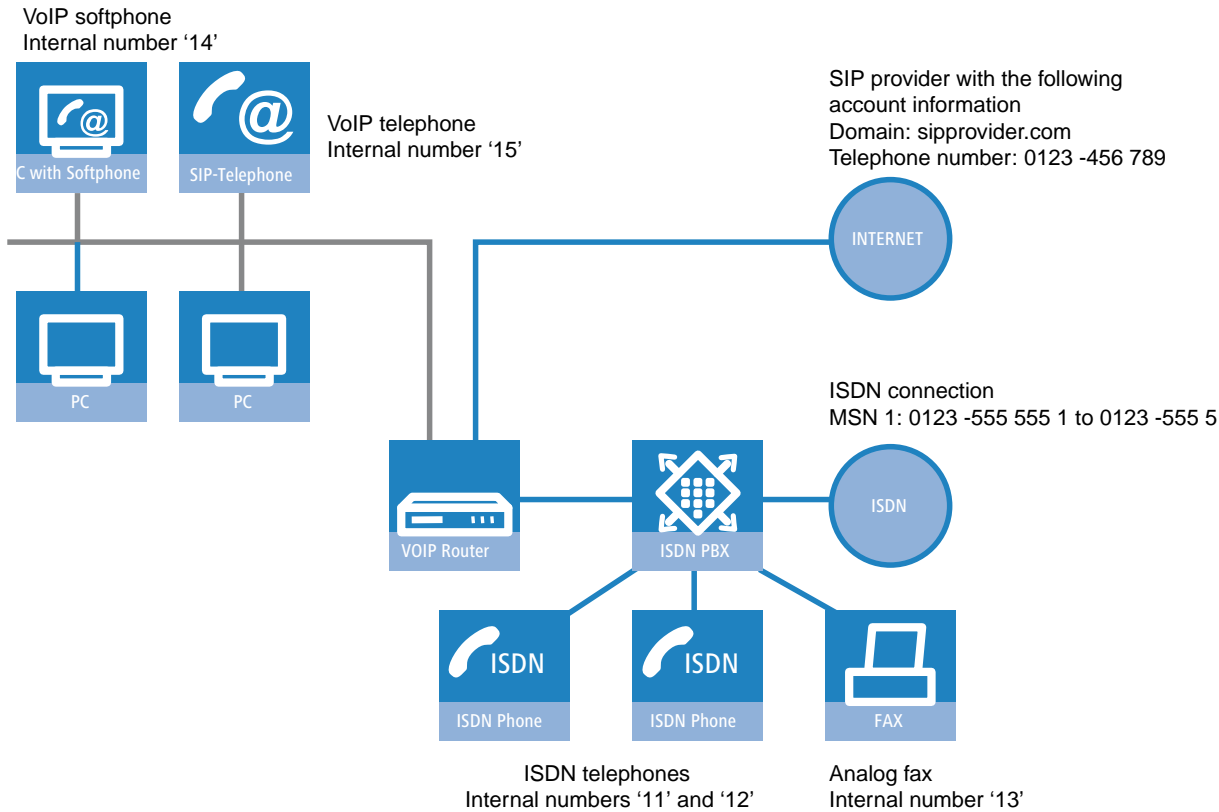 VoIP softphone
Internal number ‘14’
C with Softphone
SIP-Telephone
@
@
VoIP telephone
Internal number ‘15’
SIP provider with the following
account information
Domain: sipprovider.com
Telephone number: 0123 -456 789
INTERNET
PC
PC
ISDN connection
MSN 1: 0123 -555 555 1 to 0123 -555 5
VOIP Router
ISDN PBX
ISDN
ISDN
ISDN Phone
ISDN
ISDN Phone
FAX
ISDN telephones
Internal numbers ‘11’ and ‘12’
Analog fax
Internal number ‘13’